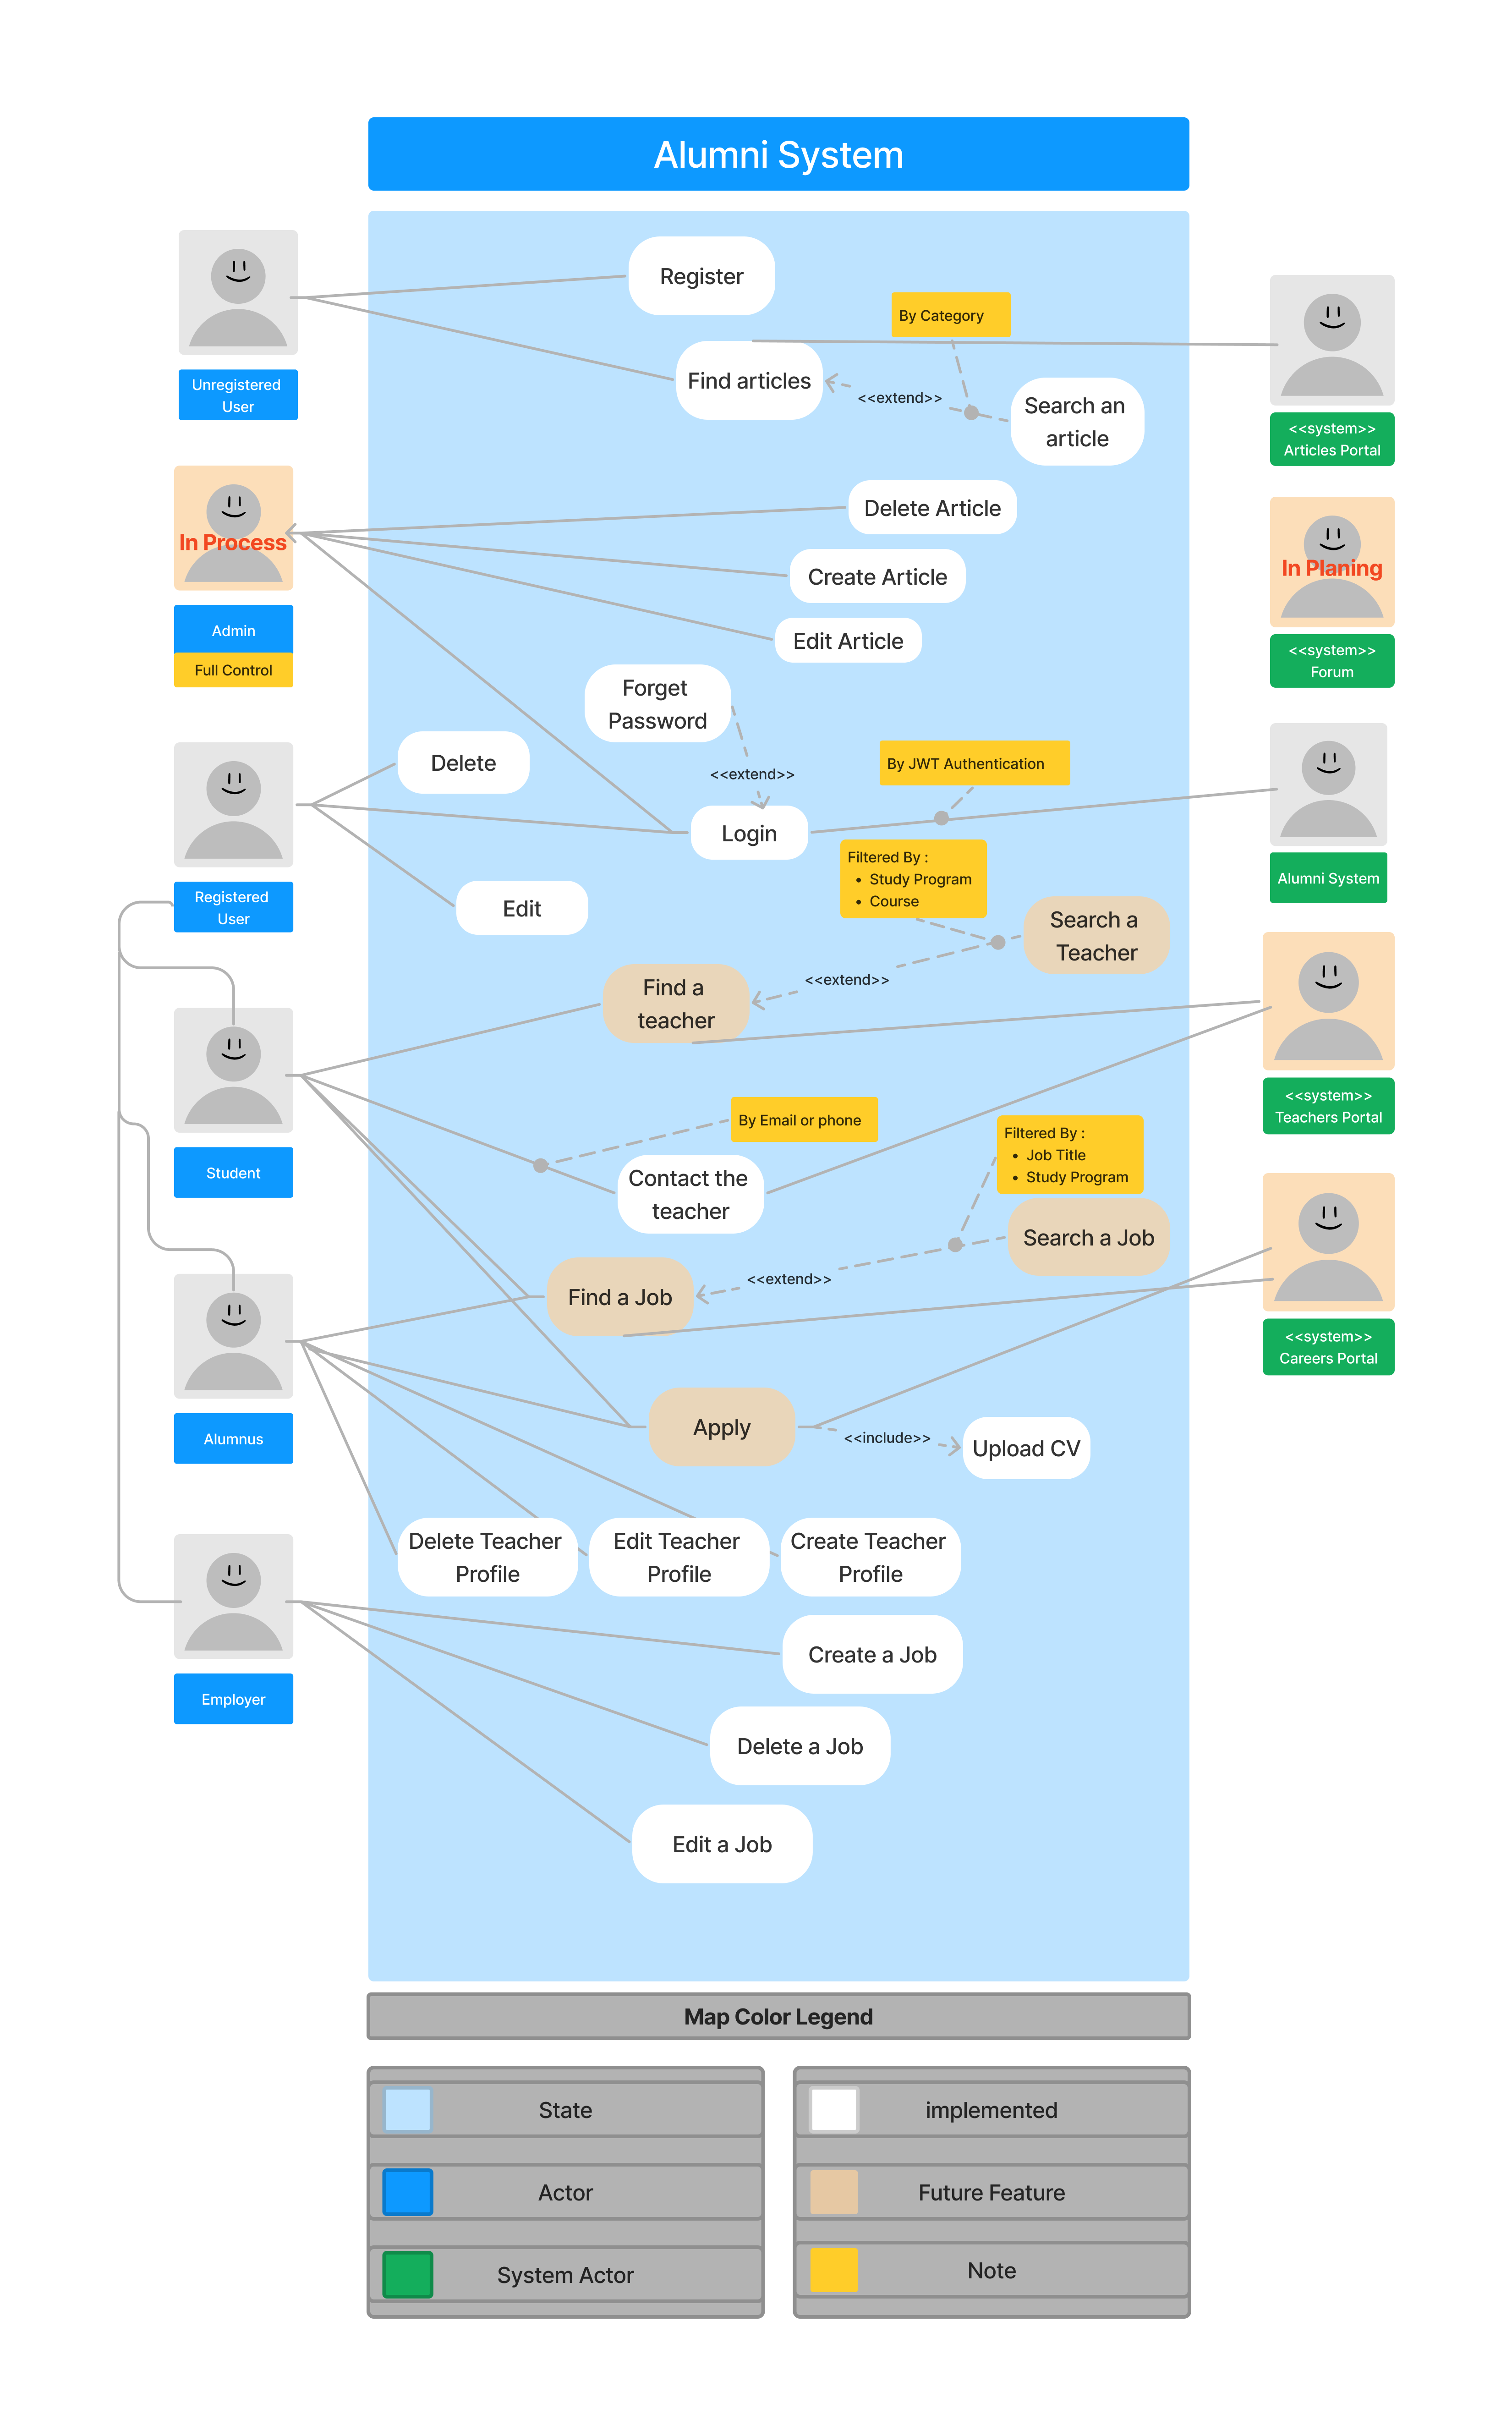 Alumni System
Register
By Category
Unregistered
User
Find articles
<<extend>>
Search an
article
<<system>>
Articles Portal
In Process
Delete Article
Create Article
Edit Article
In Planing
Admin
Full Control
<<system>>
Forum
Forget
Password
Delete
<<extend>>
By JWT Authentication
Login
Filtered By :
• Study Program
• Course
Alumni System
Registered
User
Edit
Search a
Teacher
Find a
teacher
<<extend>>
<<system>>
Teachers Portal
By Email or phone
Filtered By :
• Job Title
• Study Program
Student
Contact the
teacher
Search a Job
Find a Job
<<extend>>
<<system>>
Careers Portal
Alumnus
Apply
<<include>>
Upload CV
Delete Teacher
Profile
Edit Teacher
Profile
Create Teacher
Profile
Create a Job
Employer
Delete a Job
Edit a Job
Map Color Legend
State
implemented
Actor
Future Feature
System Actor
Note